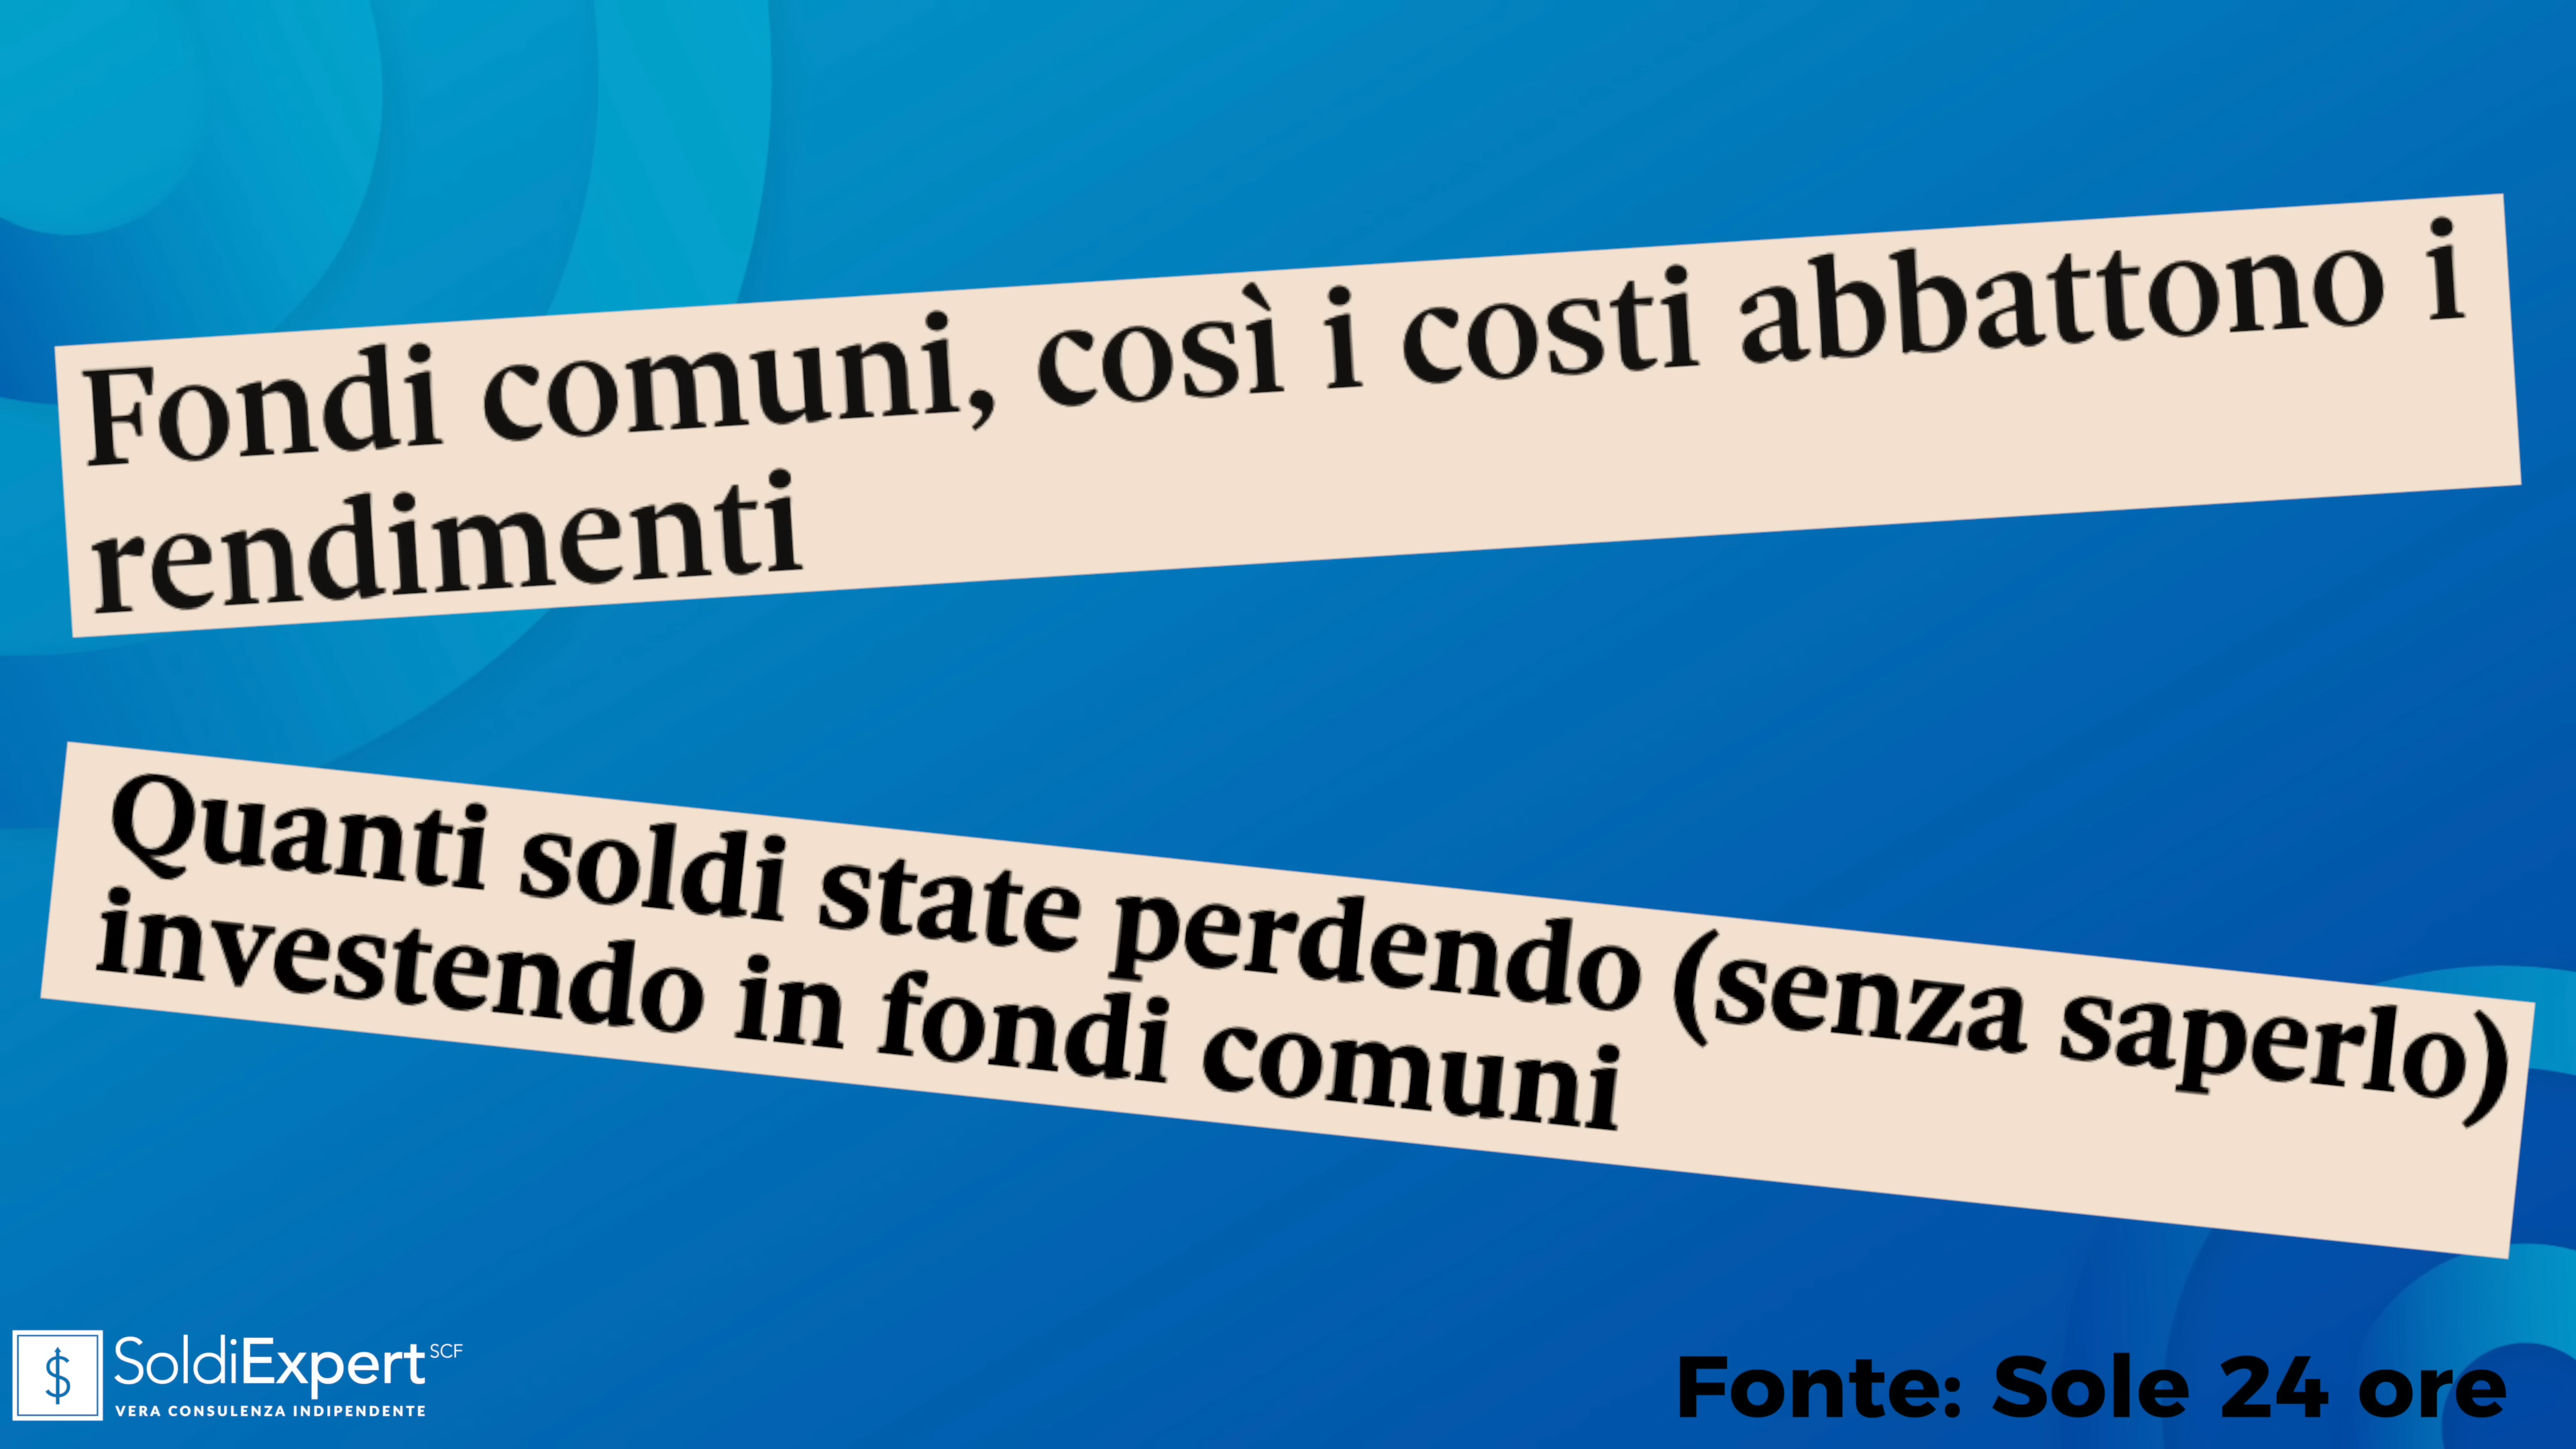 Fondi comuni, così i costi abbattono i
rendimenti
Quanti soldi state perdendo (senza saperlo)
investendo in fondi comuni
$
SoldiExpert SCF
VERA CONSULENZA INDIPENDENTE
Fonte: Sole 24 ore